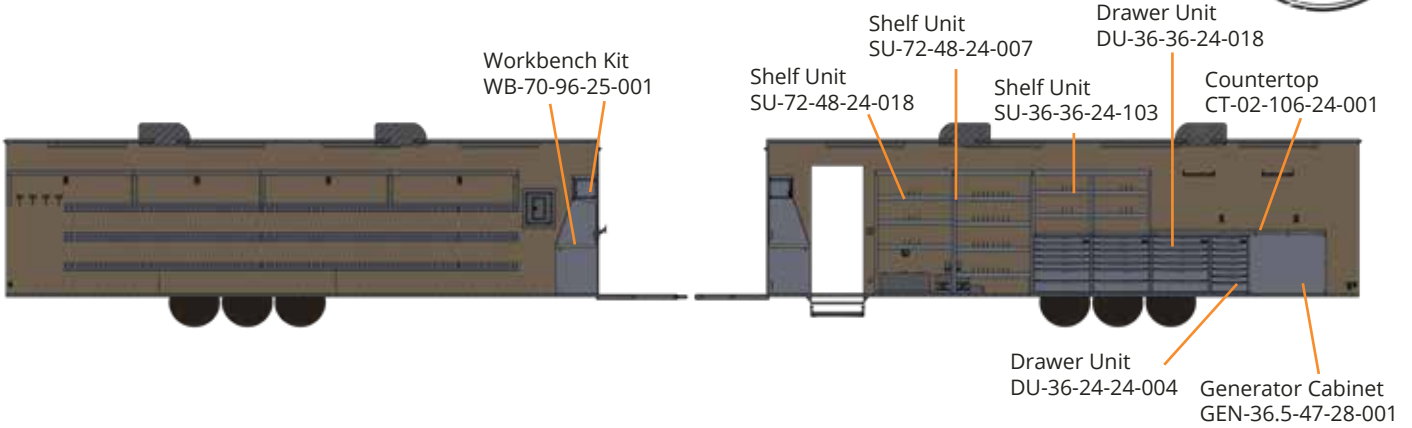 Workbench Kit
WB-70-96-25-001
Shelf Unit
SU-72-48-24-018
Shelf Unit
SU-72-48-24-007
Shelf Unit
SU-36-36-24-103
Drawer Unit
DU-36-36-24-018
Countertop
CT-02-106-24-001
Drawer Unit
DU-36-24-24-004
Generator Cabinet
GEN-36.5-47-28-001